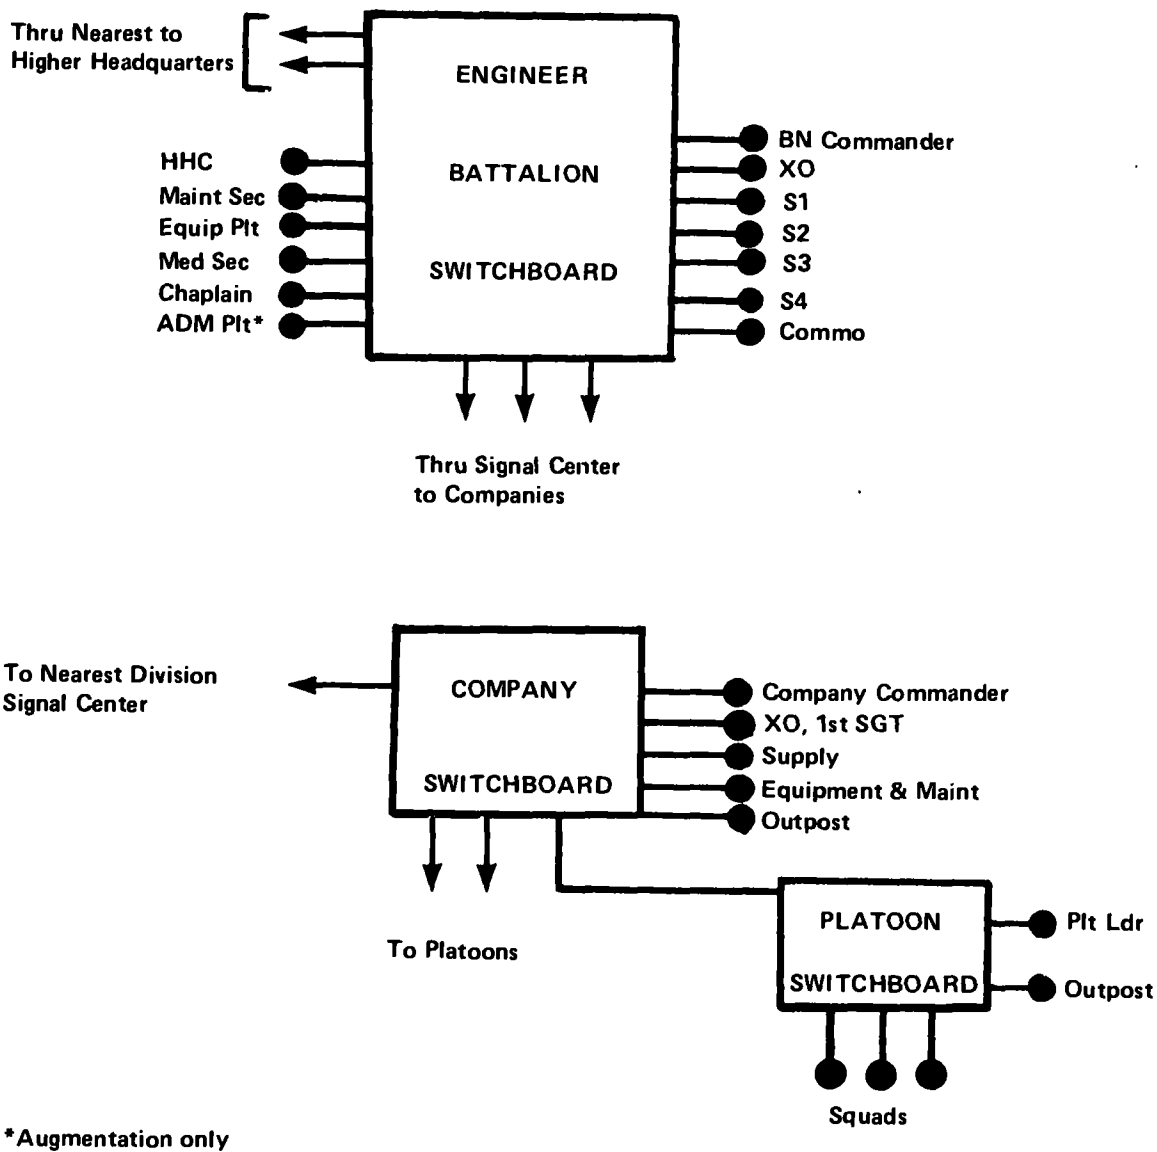 Thru Nearest to
Higher Headquarters
ENGINEER
BATTALION
SWITCHBOARD
HHC
Maint Sec
Equip Plt
Med Sec
Chaplain
ADM Plt*
BN Commander
XO
S1
S2
S3
S4
Commo
Thru Signal Center
to Companies
To Nearest Division
Signal Center
COMPANY
SWITCHBOARD
Company Commander
XO, 1st SGT
Supply
Equipment & Maint
Outpost
To Platoons
PLATOON
SWITCHBOARD
Plt Ldr
Outpost
Squads
*Augmentation only